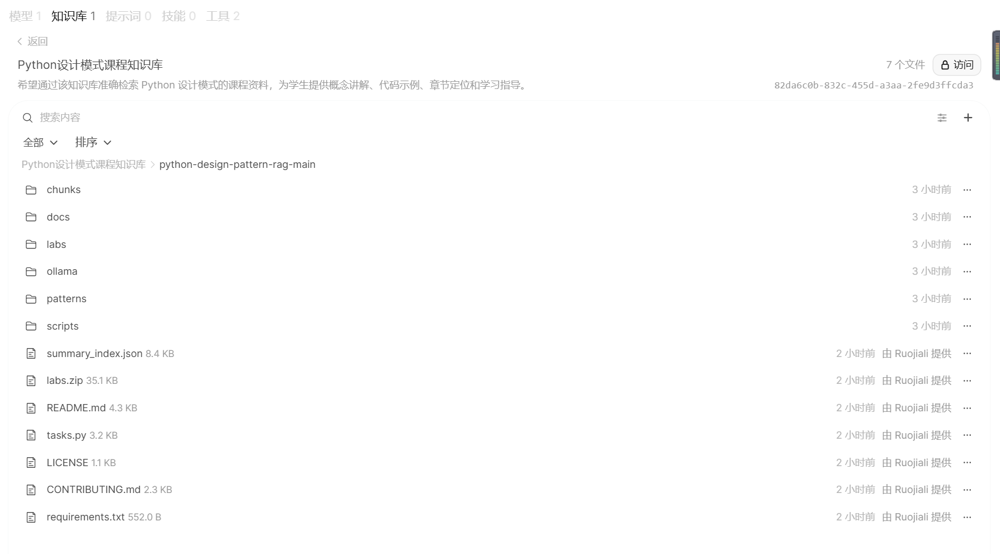 模型 1 知识库 1 提示词 0 技能 0 工具 2
返回
Python设计模式课程知识库 7 个文件 访问
希望通过该知识库准确检索 Python 设计模式的课程资料，为学生提供概念讲解、代码示例、章节定位和学习指导。 82da6c0b-832c-455d-a3aa-2fe9d3ffcda3
搜索内容
全部 排序
Python设计模式课程知识库 > python-design-pattern-rag-main
chunks 3 小时前 ...
docs 3 小时前 ...
labs 3 小时前 ...
ollama 3 小时前 ...
patterns 3 小时前 ...
scripts 3 小时前 ...
summary_index.json 8.4 KB 2 小时前 由 Ruojiali 提供 ...
labs.zip 35.1 KB 2 小时前 由 Ruojiali 提供 ...
README.md 4.3 KB 2 小时前 由 Ruojiali 提供 ...
tasks.py 3.2 KB 2 小时前 由 Ruojiali 提供 ...
LICENSE 1.1 KB 2 小时前 由 Ruojiali 提供 ...
CONTRIBUTING.md 2.3 KB 2 小时前 由 Ruojiali 提供 ...
requirements.txt 552.0 B 2 小时前 由 Ruojiali 提供 ...